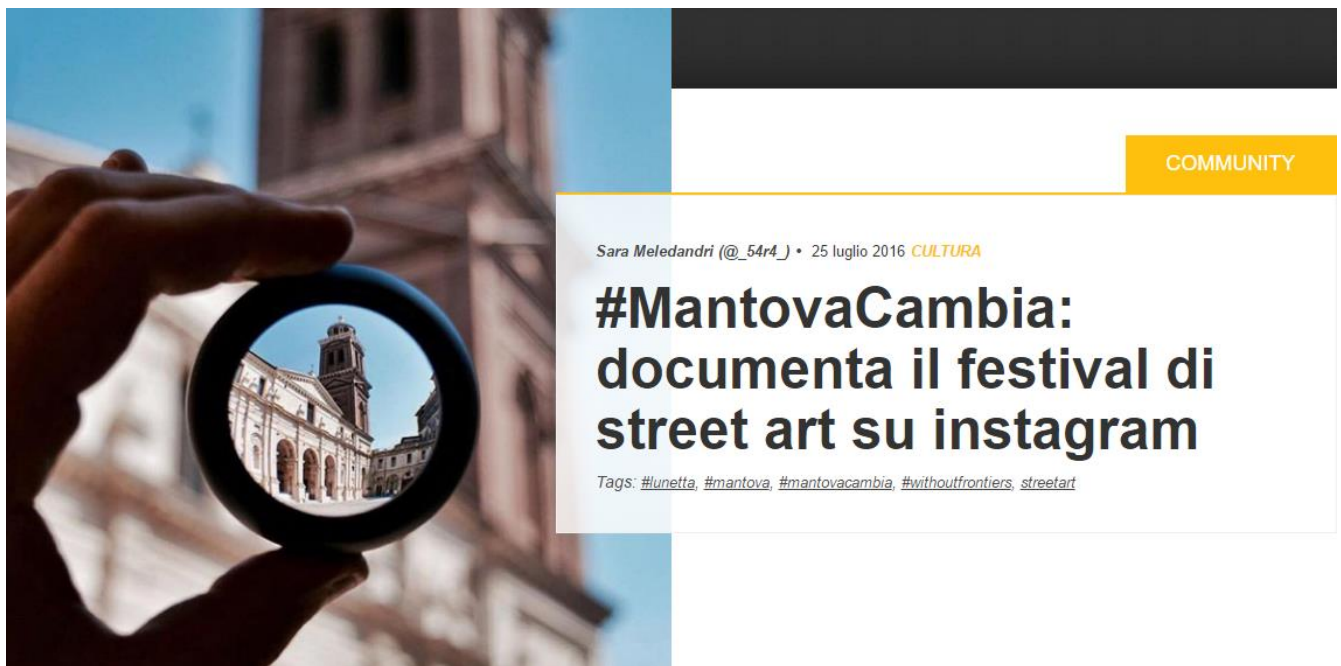 COMMUNITY
Sara Meledandri (@_54r4_) • 25 luglio 2016 CULTURA
#MantovaCambia:
documenta il festival di
street art su instagram
Tags: #lunetta, #mantova, #mantovacambia, #withoutfrontiers, streetart